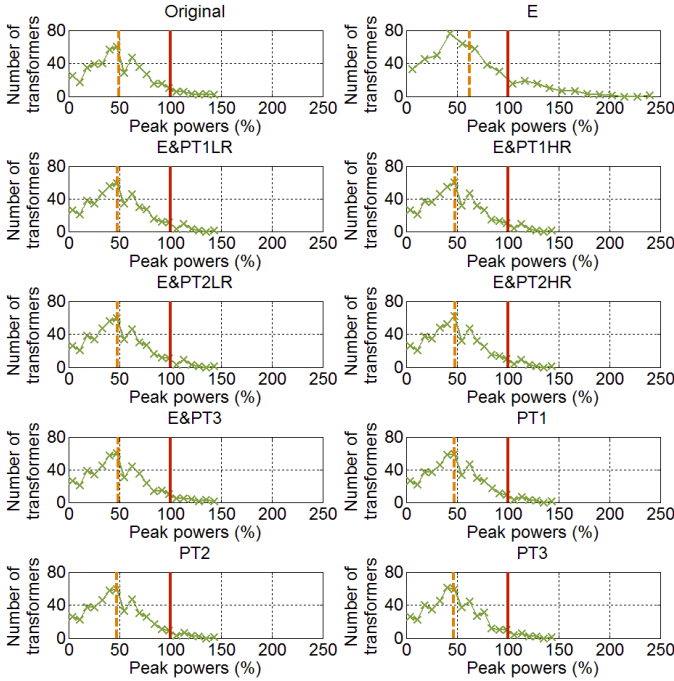 Original
Number of
transformers
80
40
0
0 50 100 150 200 250
Peak powers (%)
E
Number of
transformers
80
40
0
0 50 100 150 200 250
Peak powers (%)
E&PT1LR
Number of
transformers
80
40
0
0 50 100 150 200 250
Peak powers (%)
E&PT1HR
Number of
transformers
80
40
0
0 50 100 150 200 250
Peak powers (%)
E&PT2LR
Number of
transformers
80
40
0
0 50 100 150 200 250
Peak powers (%)
E&PT2HR
Number of
transformers
80
40
0
0 50 100 150 200 250
Peak powers (%)
E&PT3
Number of
transformers
80
40
0
0 50 100 150 200 250
Peak powers (%)
PT1
Number of
transformers
80
40
0
0 50 100 150 200 250
Peak powers (%)
PT2
Number of
transformers
80
40
0
0 50 100 150 200 250
Peak powers (%)
PT3
Number of
transformers
80
40
0
0 50 100 150 200 250
Peak powers (%)